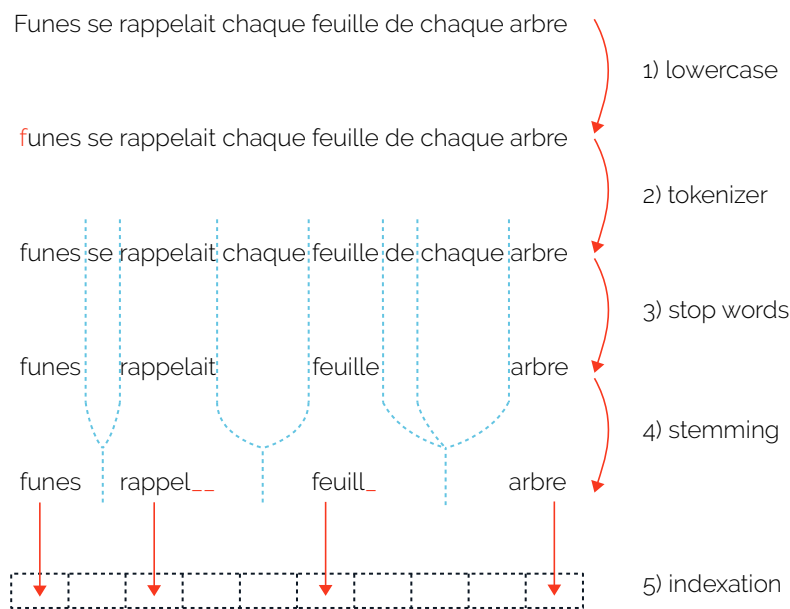 Funes se rappelait chaque feuille de chaque arbre
1) lowercase
funes se rappelait chaque feuille de chaque arbre
2) tokenizer
funes se rappelait chaque feuille de chaque arbre
3) stop words
funes rappelait feuille arbre
4) stemming
funes rappel__ feuill_ arbre
5) indexation